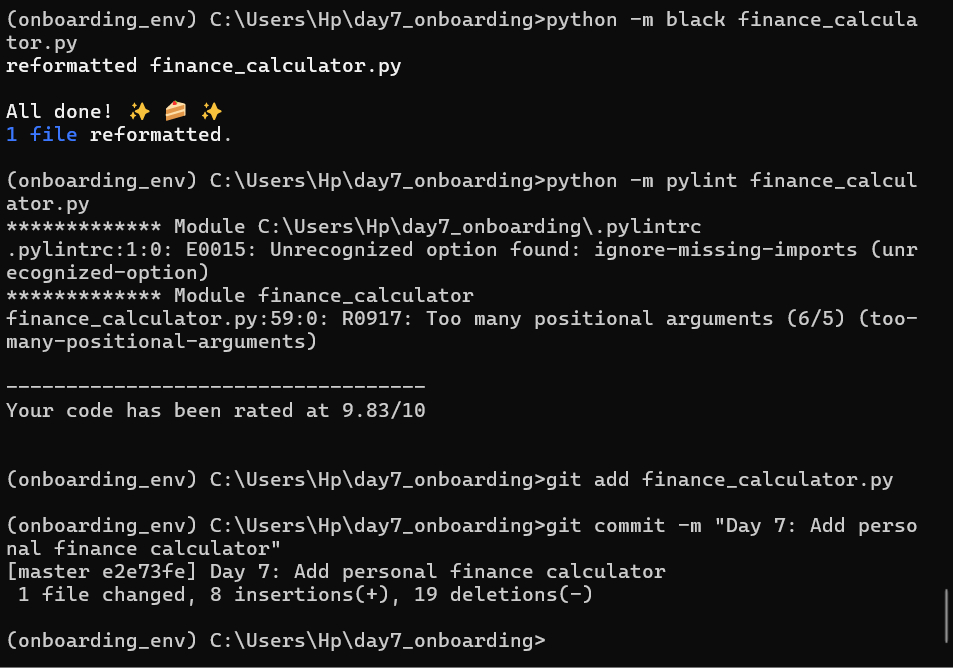 (onboarding_env) C:\Users\Hp\day7_onboarding>python -m black finance_calcula
tor.py
reformatted finance_calculator.py
All done! ✨ 🍰 ✨
1 file reformatted.
(onboarding_env) C:\Users\Hp\day7_onboarding>python -m pylint finance_calcul
ator.py
************* Module C:\Users\Hp\day7_onboarding\.pylintrc
.pylintrc:1:0: E0015: Unrecognized option found: ignore-missing-imports (unr
ecognized-option)
************* Module finance_calculator
finance_calculator.py:59:0: R0917: Too many positional arguments (6/5) (too-
many-positional-arguments)
-----------------------------------
Your code has been rated at 9.83/10
(onboarding_env) C:\Users\Hp\day7_onboarding>git add finance_calculator.py
(onboarding_env) C:\Users\Hp\day7_onboarding>git commit -m "Day 7: Add perso
nal finance calculator"
[master e2e73fe] Day 7: Add personal finance calculator
 1 file changed, 8 insertions(+), 19 deletions(-)
(onboarding_env) C:\Users\Hp\day7_onboarding>